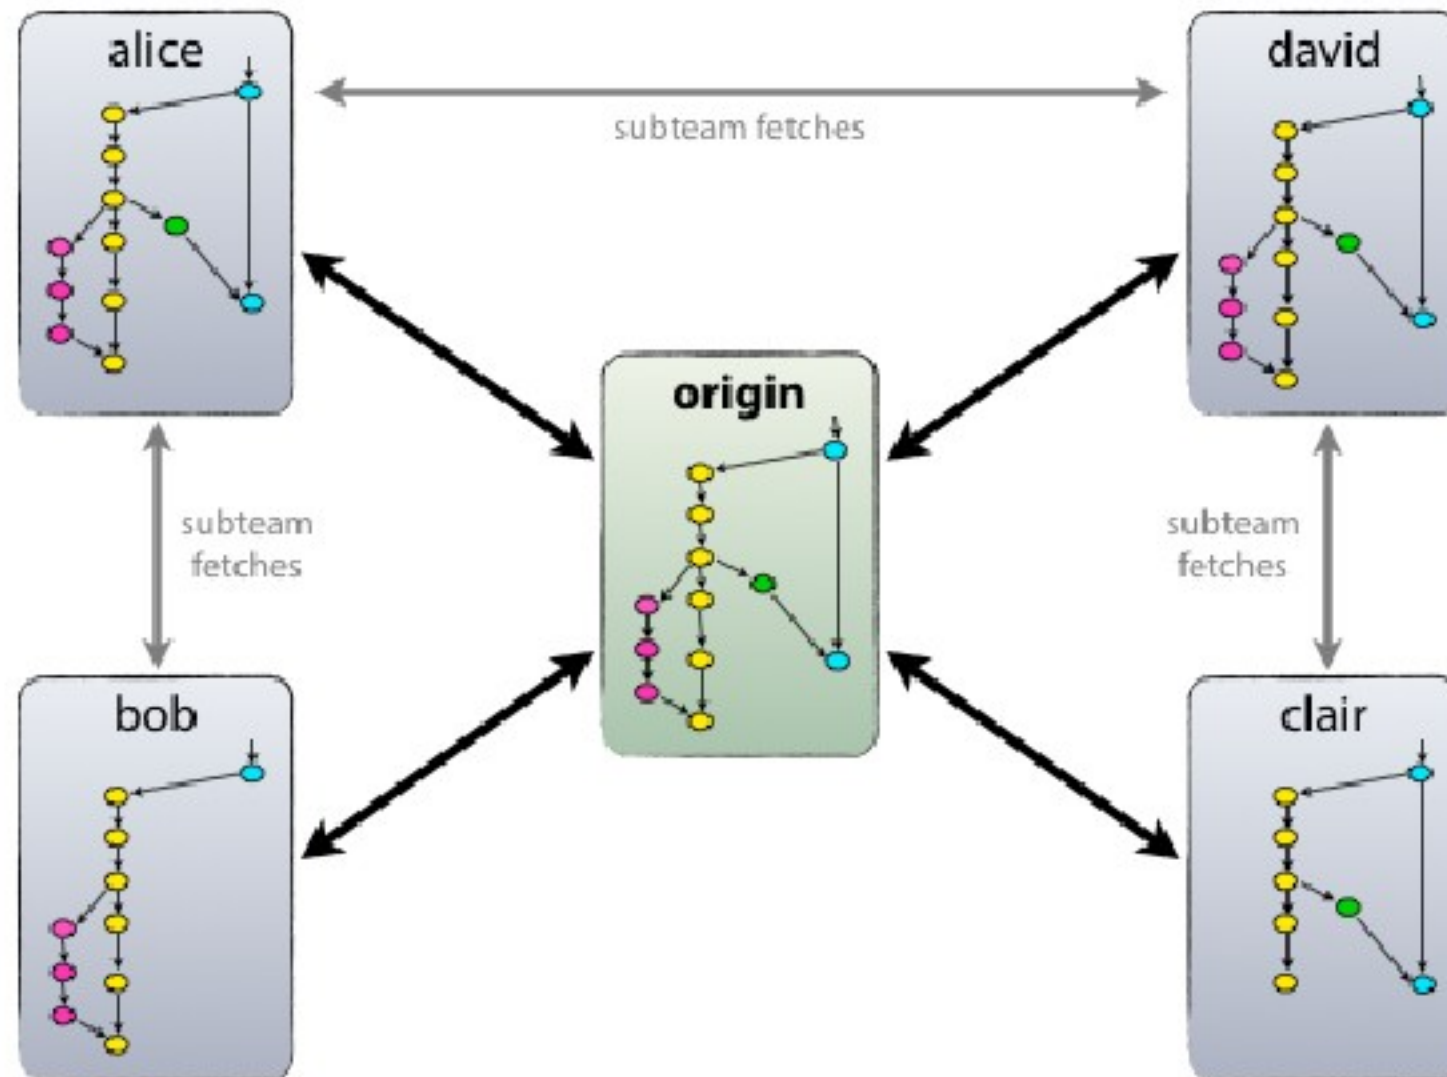 alice
david
subteam fetches
origin
subteam
fetches
subteam
fetches
bob
clair